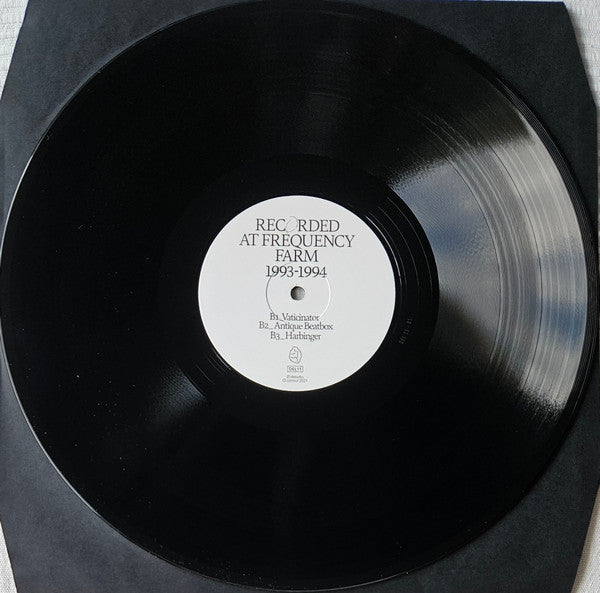 RECORDED
AT FREQUENCY
FARM
1993-1994
B1_Vaticinator
B2_Antique Beatbox
B3_Harbinger